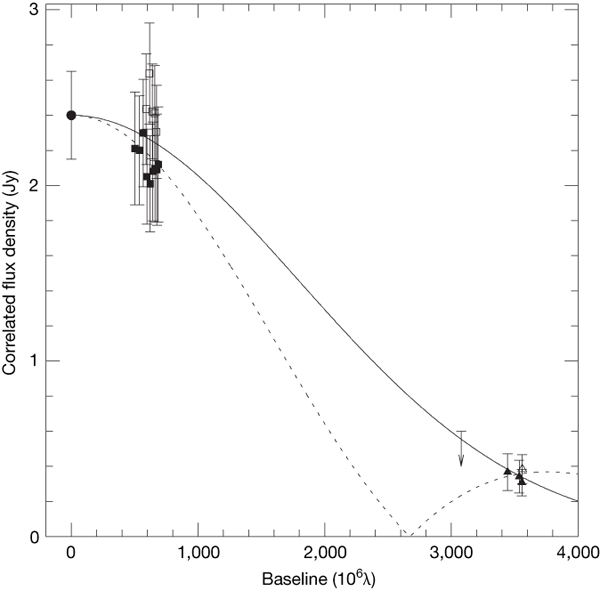 3
2
1
0
Correlated flux density (Jy)
0 1,000 2,000 3,000 4,000
Baseline (10⁶λ)